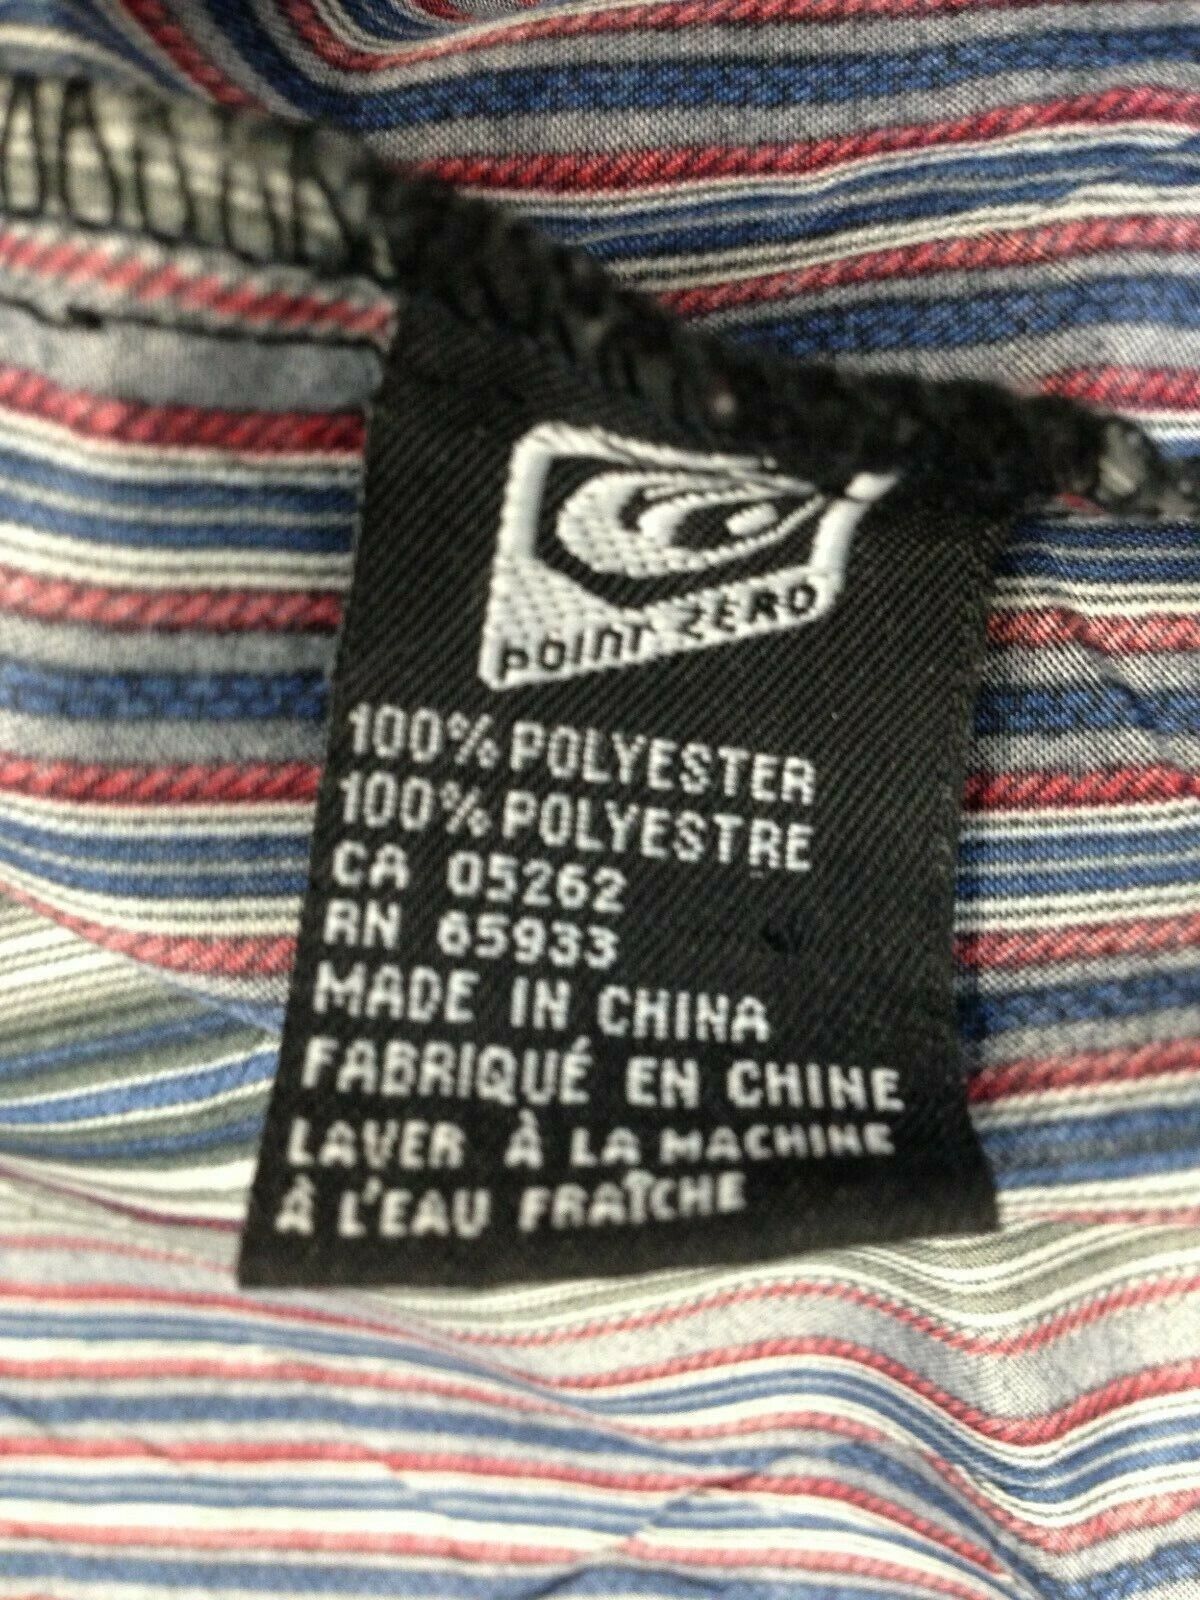 point ZERO
100% POLYESTER
100% POLYESTRE
CA 05262
RN 65933
MADE IN CHINA
FABRIQUÉ EN CHINE
LAVER À LA MACHINE
À L'EAU FRAÎCHE